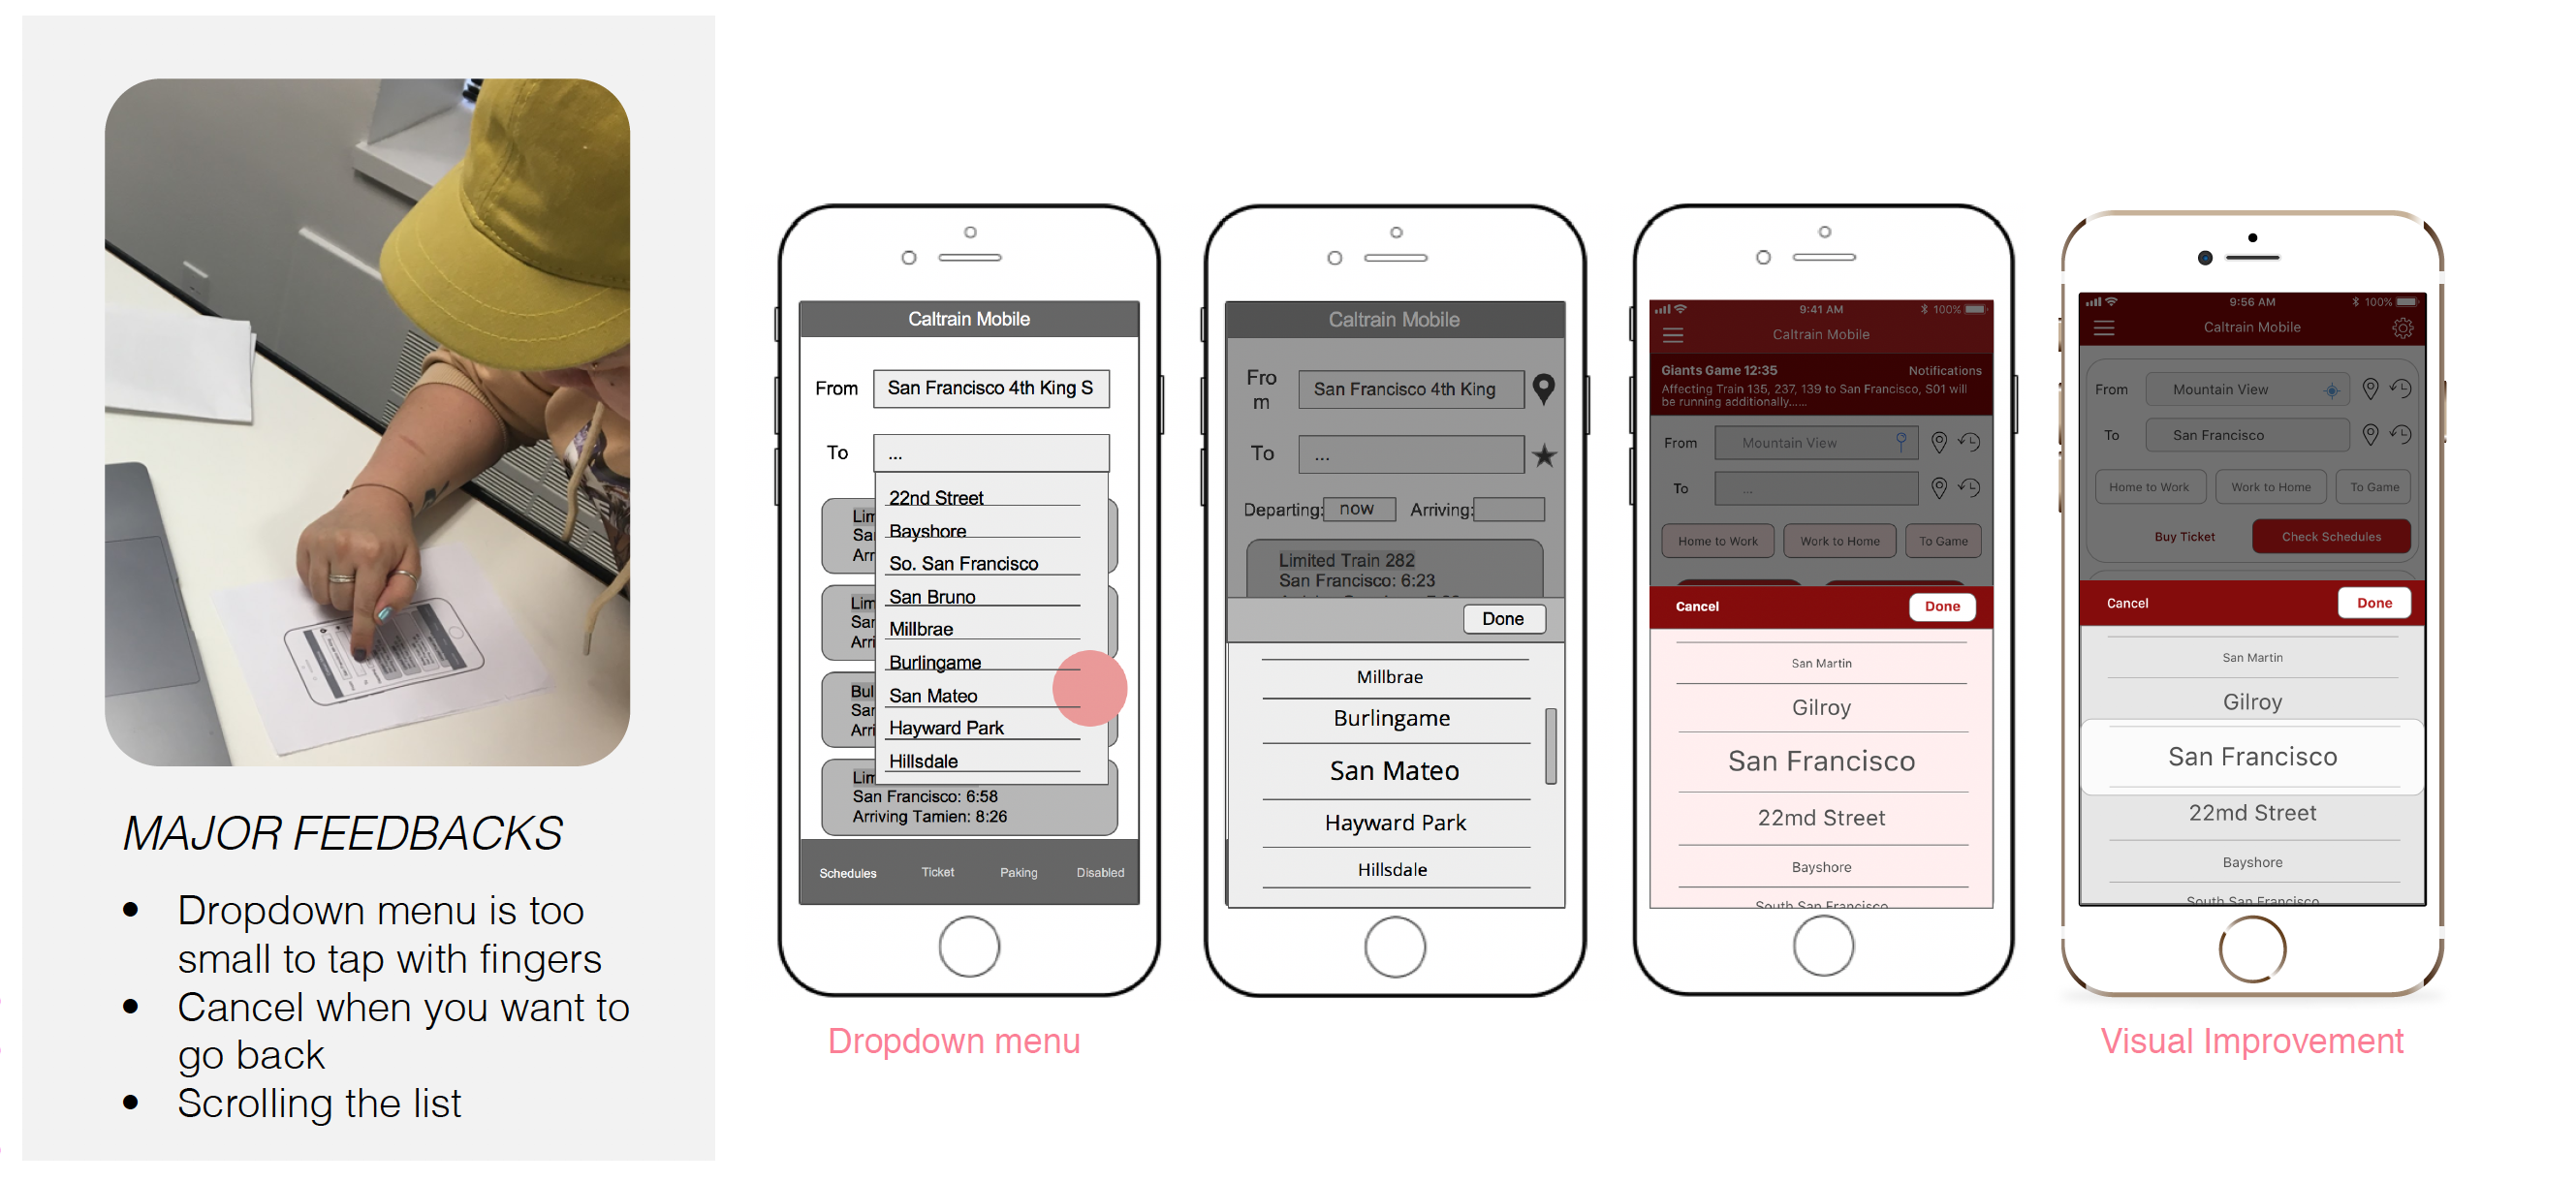 MAJOR FEEDBACKS
• Dropdown menu is too
small to tap with fingers
• Cancel when you want to
go back
• Scrolling the list
Caltrain Mobile
From San Francisco 4th King S
To ...
22nd Street
Bayshore
So. San Francisco
San Bruno
Millbrae
Burlingame
San Mateo
Hayward Park
Hillsdale
Lim
Sa
Arr
Lim
Sa
Arri
Bul
Sar
Arri
Lim
San Francisco: 6:58
Arriving Tamien: 8:26
Schedules Ticket Paking Disabled
Dropdown menu
Caltrain Mobile
Fro
m
San Francisco 4th King
To ...
Departing: now Arriving:
Limited Train 282
San Francisco: 6:23
Done
Millbrae
Burlingame
San Mateo
Hayward Park
Hillsdale
9:41 AM 100%
Caltrain Mobile
Giants Game 12:35 Notifications
Affecting Train 135, 237, 139 to San Francisco, S01 will
be running additionally......
From Mountain View
To ...
Home to Work Work to Home To Game
Cancel Done
San Martin
Gilroy
San Francisco
22md Street
Bayshore
South San Francisco
9:56 AM 100%
Caltrain Mobile
From Mountain View
To San Francisco
Home to Work Work to Home To Game
Buy Ticket Check Schedules
Cancel Done
San Martin
Gilroy
San Francisco
22md Street
Bayshore
South San Francisco
Visual Improvement